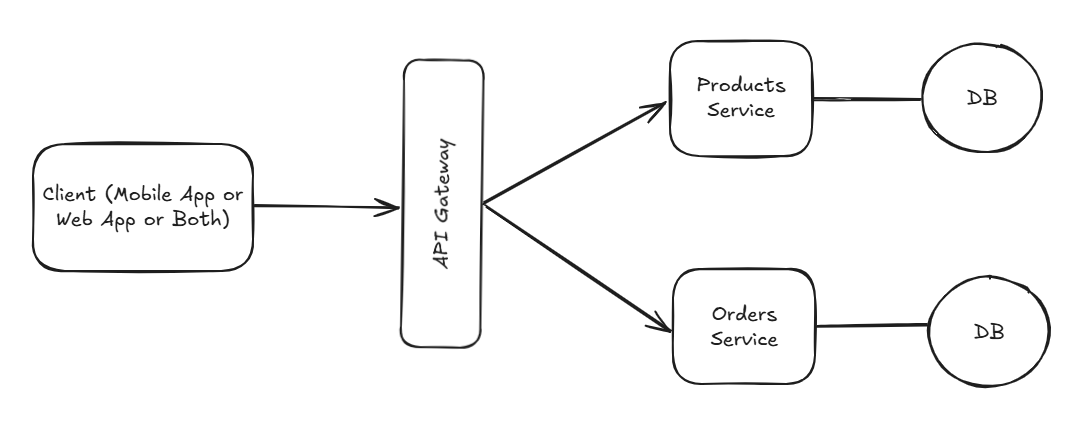 Client (Mobile App or
Web App or Both)
API Gateway
Products
Service
DB
Orders
Service
DB